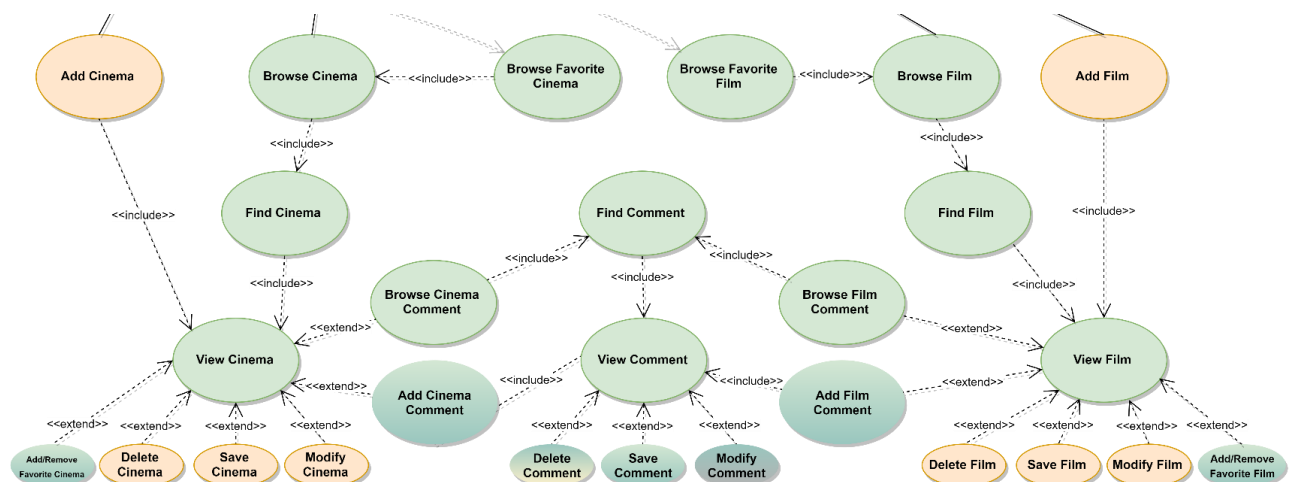 Add Cinema
Browse Cinema
<<include>>
Browse Favorite
Cinema
Browse Favorite
Film
<<include>>
Browse Film
Add Film
<<include>>
<<include>>
<<include>>
Find Cinema
Find Comment
Find Film
<<include>>
<<include>>
<<include>>
<<include>>
<<include>>
<<include>>
<<include>>
Browse Cinema
Comment
Browse Film
Comment
<<extend>>
<<extend>>
View Cinema
View Comment
View Film
<<extend>>
<<include>>
<<include>>
<<extend>>
Add Cinema
Comment
Add Film
Comment
<<extend>>
<<extend>>
<<extend>>
<<extend>>
<<extend>>
<<extend>>
<<extend>>
<<extend>>
<<extend>>
<<extend>>
<<extend>>
Add/Remove
Favorite Cinema
Delete
Cinema
Save
Cinema
Modify
Cinema
Delete
Comment
Save
Comment
Modify
Comment
Delete Film
Save Film
Modify Film
Add/Remove
Favorite Film